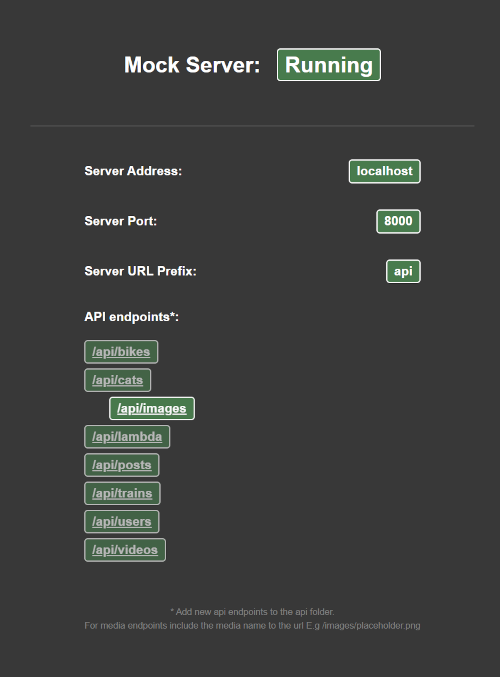 Mock Server: Running
Server Address: localhost
Server Port: 8000
Server URL Prefix: api
API endpoints*:
/api/bikes
/api/cats
/api/images
/api/lambda
/api/posts
/api/trains
/api/users
/api/videos
* Add new api endpoints to the api folder.
For media endpoints include the media name to the url E.g /images/placeholder.png